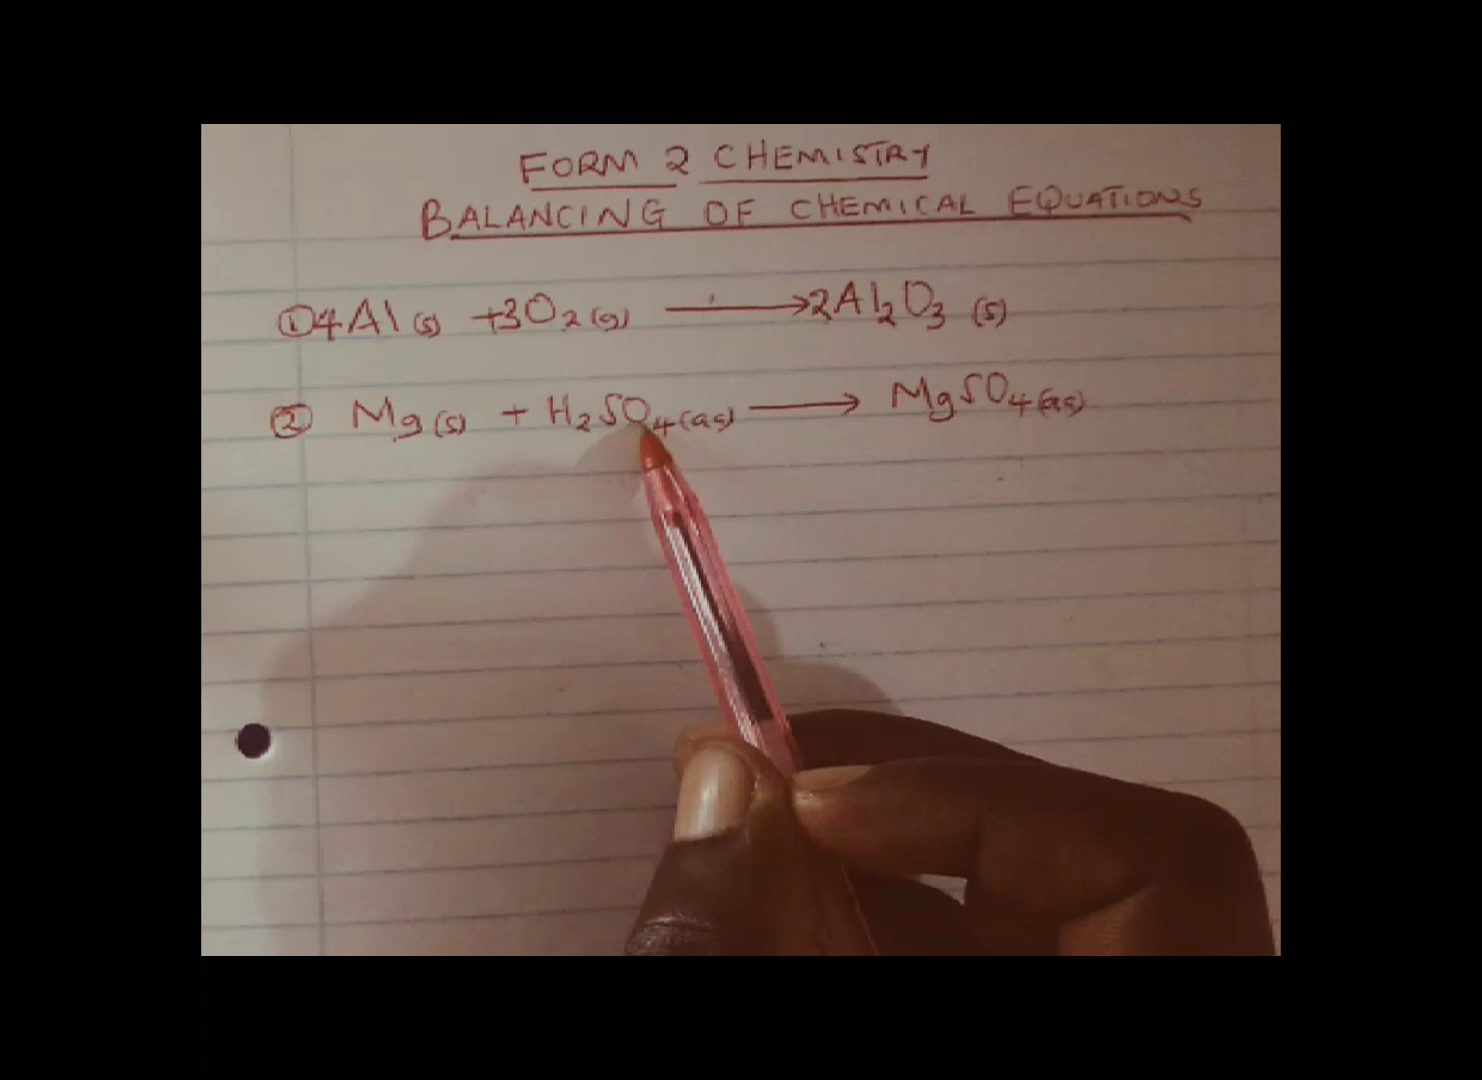 FORM 2 CHEMISTRY
BALANCING OF CHEMICAL EQUATIONS
① 4Al(s) + 3O₂(g) ⟶ 2Al₂O₃ (s)
② Mg(s) + H₂SO₄(aq) ⟶ MgSO₄(aq)